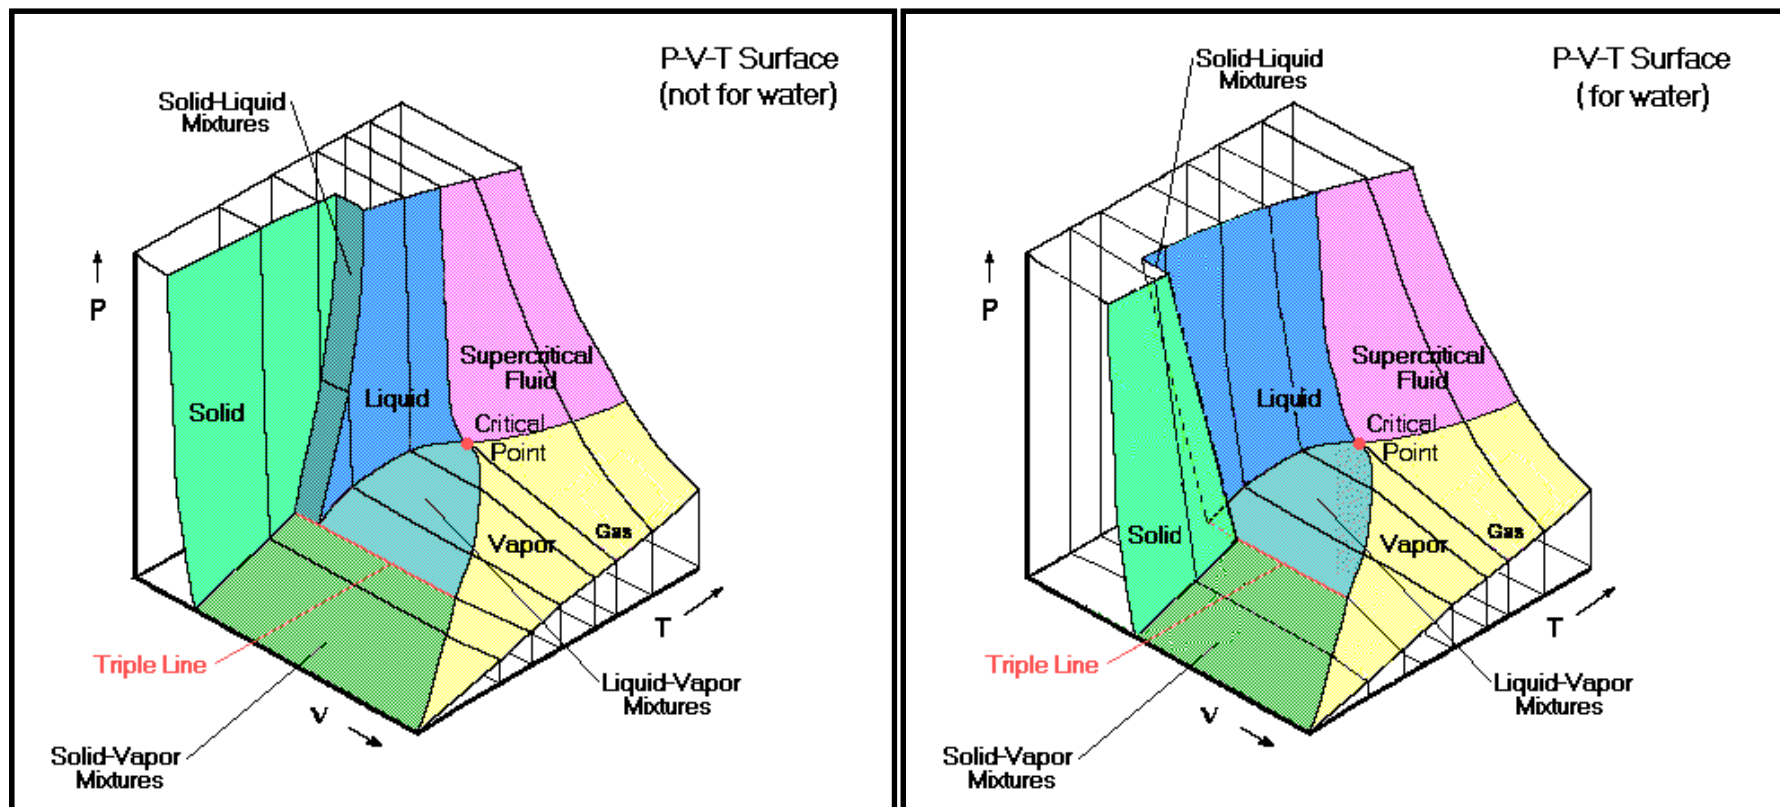 P-V-T Surface
(not for water)
Solid-Liquid
Mixtures
P
Solid
Liquid
Supercritical
Fluid
Critical
Point
Vapor
Gas
T
Triple Line
V
Liquid-Vapor
Mixtures
Solid-Vapor
Mixtures
P-V-T Surface
( for water)
Solid-Liquid
Mixtures
P
Solid
Liquid
Supercritical
Fluid
Critical
Point
Vapor
Gas
T
Triple Line
V
Liquid-Vapor
Mixtures
Solid-Vapor
Mixtures